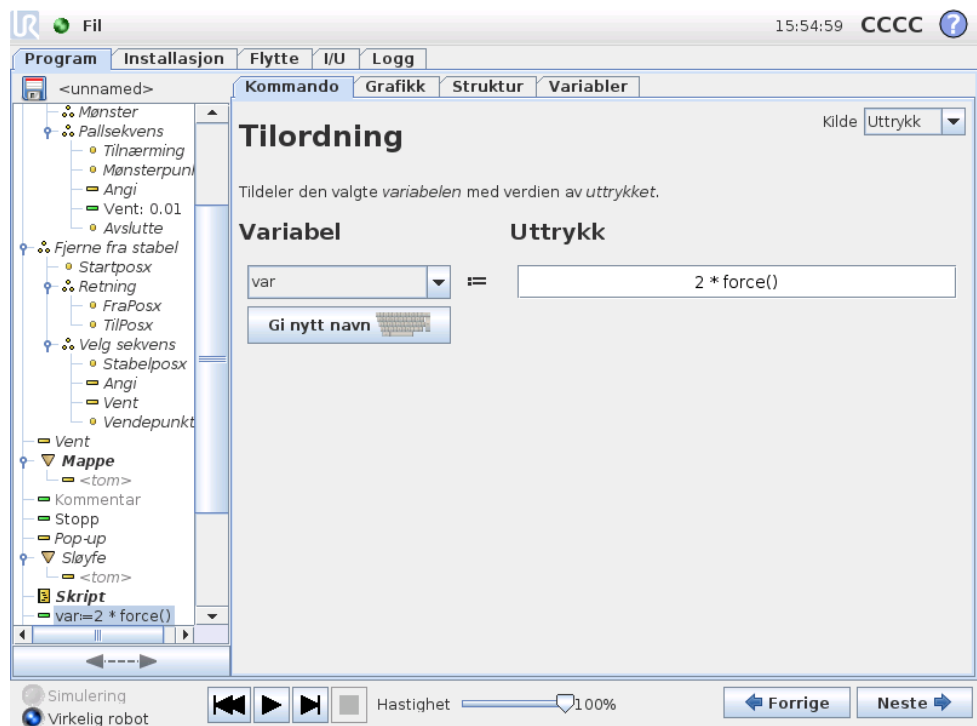 UR Fil 15:54:59 CCCC ?
Program Installasjon Flytte I/U Logg
<unnamed>
Kommando Grafikk Struktur Variabler
Mønster
Pallsekvens
Tilnærming
Mønsterpunl
Angi
Vent: 0.01
Avslutte
Fjerne fra stabel
Startposx
Retning
FraPosx
TilPosx
Velg sekvens
Stabelposx
Angi
Vent
Vendepunkt
Vent
Mappe
<tom>
Kommentar
Stopp
Pop-up
Sløyfe
<tom>
Skript
var:=2 * force()
Kilde Uttrykk
Tilordning
Tildeler den valgte variabelen med verdien av uttrykket.
Variabel Uttrykk
var := 2 * force()
Gi nytt navn
Simulering
Virkelig robot
Hastighet 100%
Forrige Neste